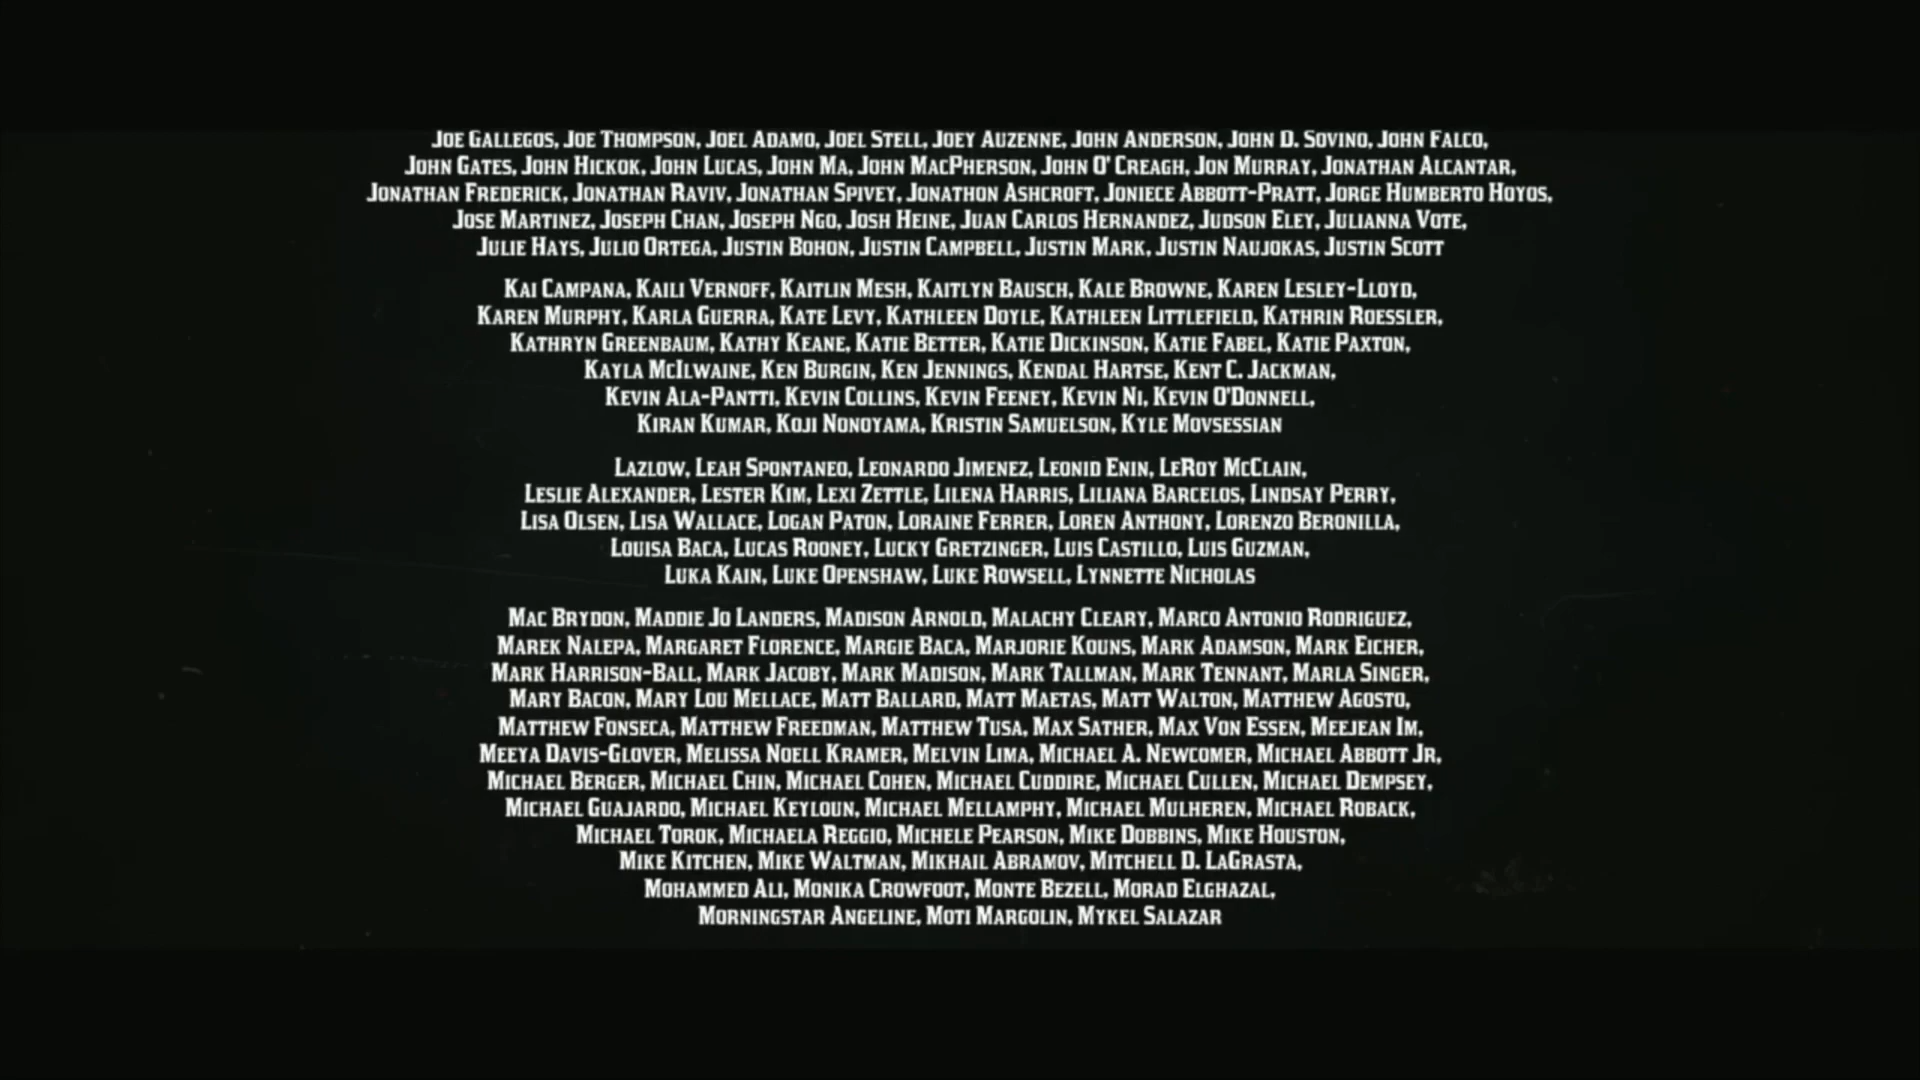 Joe Gallegos, Joe Thompson, Joel Adamo, Joel Stell, Joey Auzenne, John Anderson, John D. Sovino, John Falco,
John Gates, John Hickok, John Lucas, John Ma, John MacPherson, John O' Creagh, Jon Murray, Jonathan Alcantar,
Jonathan Frederick, Jonathan Raviv, Jonathan Spivey, Jonathon Ashcroft, Joniece Abbott-Pratt, Jorge Humberto Hoyos,
Jose Martinez, Joseph Chan, Joseph Ngo, Josh Heine, Juan Carlos Hernandez, Judson Eley, Julianna Vote,
Julie Hays, Julio Ortega, Justin Bohon, Justin Campbell, Justin Mark, Justin Naujokas, Justin Scott
Kai Campana, Kaili Vernoff, Kaitlin Mesh, Kaitlyn Bausch, Kale Browne, Karen Lesley-Lloyd,
Karen Murphy, Karla Guerra, Kate Levy, Kathleen Doyle, Kathleen Littlefield, Kathrin Roessler,
Kathryn Greenbaum, Kathy Keane, Katie Better, Katie Dickinson, Katie Fabel, Katie Paxton,
Kayla McIlwaine, Ken Burgin, Ken Jennings, Kendal Hartse, Kent C. Jackman,
Kevin Ala-Pantti, Kevin Collins, Kevin Feeney, Kevin Ni, Kevin O'Donnell,
Kiran Kumar, Koji Nonoyama, Kristin Samuelson, Kyle Movsessian
Lazlow, Leah Spontaneo, Leonardo Jimenez, Leonid Enin, LeRoy McClain,
Leslie Alexander, Lester Kim, Lexi Zettle, Lilena Harris, Liliana Barcelos, Lindsay Perry,
Lisa Olsen, Lisa Wallace, Logan Paton, Loraine Ferrer, Loren Anthony, Lorenzo Beronilla,
Louisa Baca, Lucas Rooney, Lucky Gretzinger, Luis Castillo, Luis Guzman,
Luka Kain, Luke Openshaw, Luke Rowsell, Lynnette Nicholas
Mac Brydon, Maddie Jo Landers, Madison Arnold, Malachy Cleary, Marco Antonio Rodriguez,
Marek Nalepa, Margaret Florence, Margie Baca, Marjorie Kouns, Mark Adamson, Mark Eicher,
Mark Harrison-Ball, Mark Jacoby, Mark Madison, Mark Tallman, Mark Tennant, Marla Singer,
Mary Bacon, Mary Lou Mellace, Matt Ballard, Matt Maetas, Matt Walton, Matthew Agosto,
Matthew Fonseca, Matthew Freedman, Matthew Tusa, Max Sather, Max Von Essen, Meejean Im,
Meeya Davis-Glover, Melissa Noell Kramer, Melvin Lima, Michael A. Newcomer, Michael Abbott Jr,
Michael Berger, Michael Chin, Michael Cohen, Michael Cuddire, Michael Cullen, Michael Dempsey,
Michael Guajardo, Michael Keyloun, Michael Mellamphy, Michael Mulheren, Michael Roback,
Michael Torok, Michaela Reggio, Michele Pearson, Mike Dobbins, Mike Houston,
Mike Kitchen, Mike Waltman, Mikhail Abramov, Mitchell D. LaGrasta,
Mohammed Ali, Monika Crowfoot, Monte Bezell, Morad Elghazal,
Morningstar Angeline, Moti Margolin, Mykel Salazar